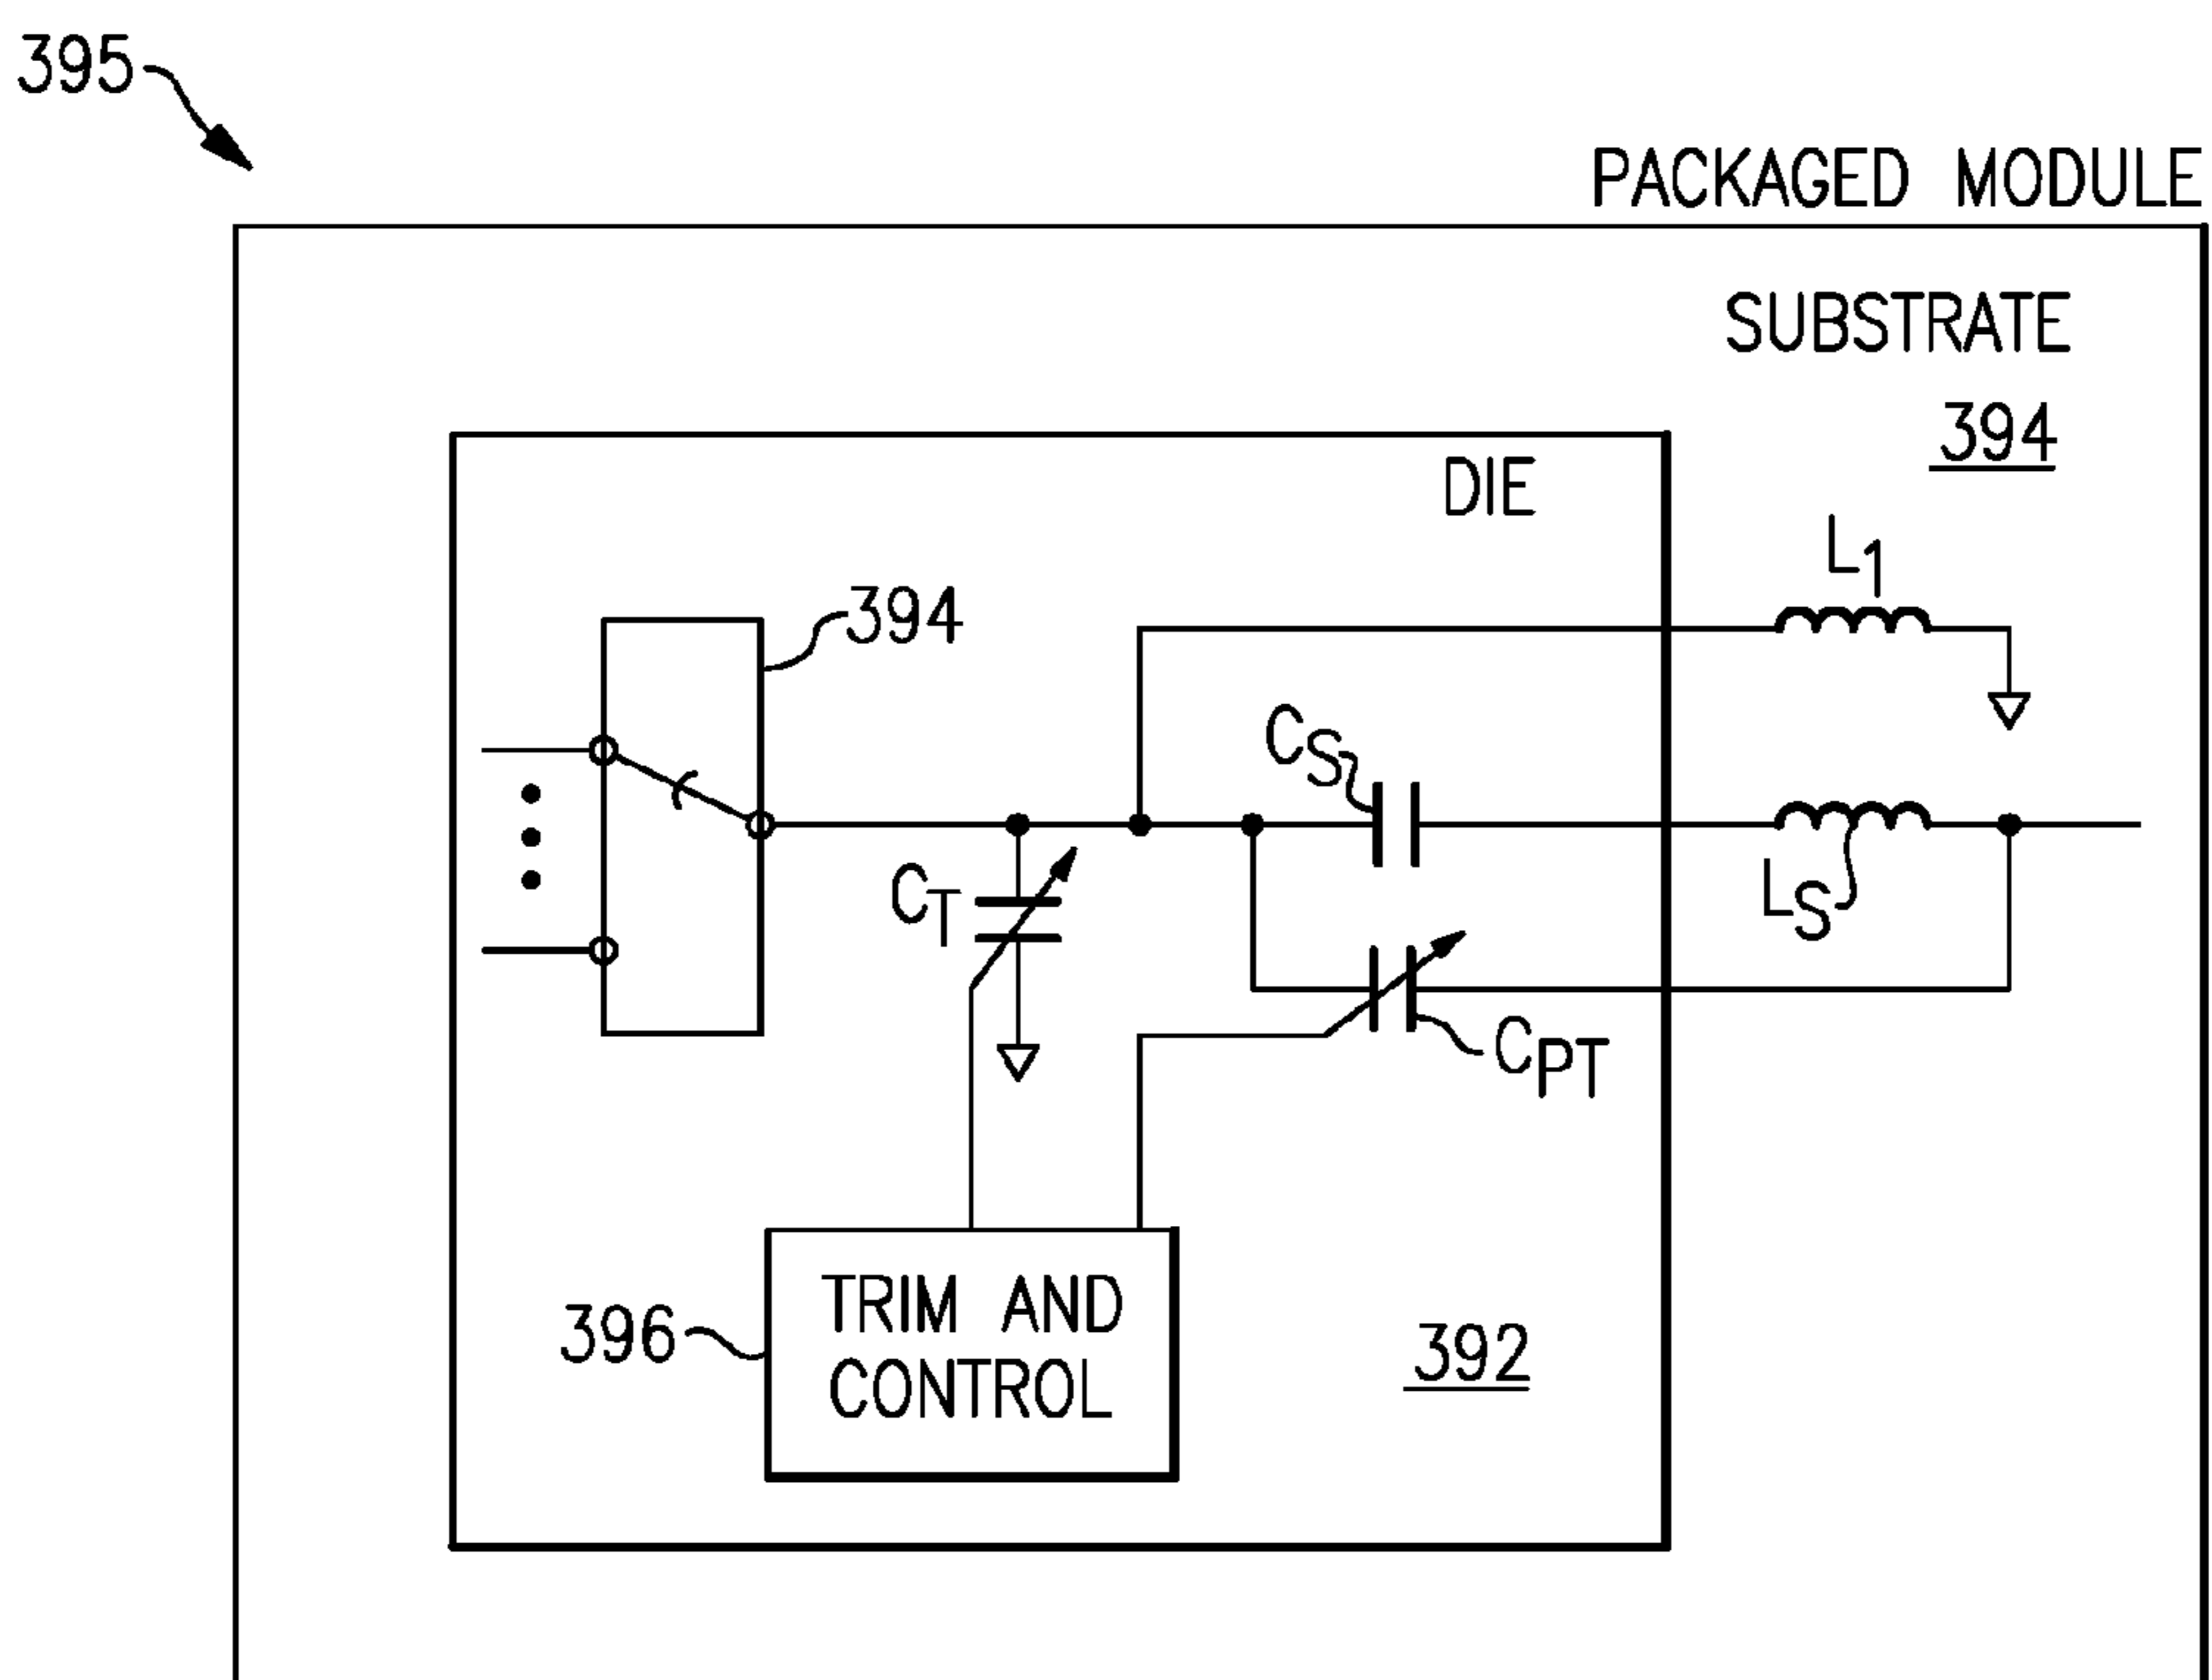 395
PACKAGED MODULE
SUBSTRATE
394
DIE
L1
394
CS
CT
LS
CPT
TRIM AND
CONTROL
396
392